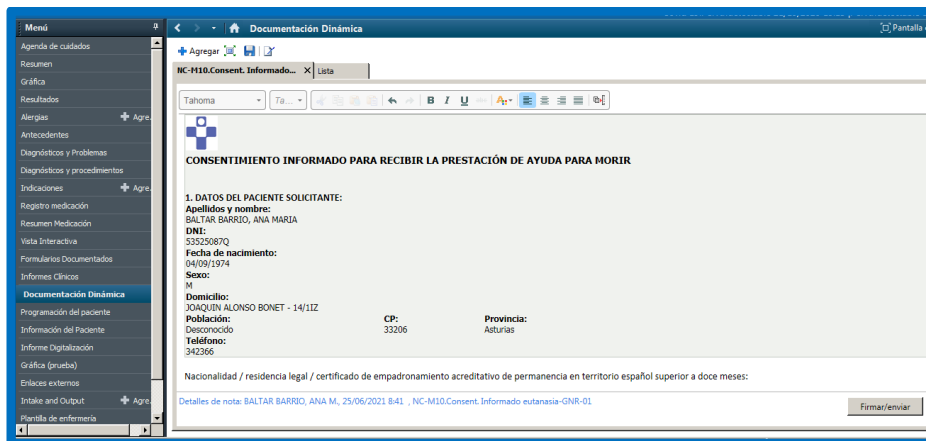 Menú
Documentación Dinámica
Pantalla
Agenda de cuidados
Resumen
Gráfica
Resultados
Alergias Agre.
Antecedentes
Diagnósticos y Problemas
Diagnósticos y procedimientos
Indicaciones Agre.
Registro medicación
Resumen Medicación
Vista Interactiva
Formularios Documentados
Informes Clínicos
Documentación Dinámica
Programación del paciente
Información del Paciente
Informe Digitalización
Gráfica (prueba)
Enlaces externos
Intake and Output Agre.
Plantilla de enfermería
Agregar
NC-M10.Consent. Informado... X Lista
Tahoma Ta...
B I U A
CONSENTIMIENTO INFORMADO PARA RECIBIR LA PRESTACIÓN DE AYUDA PARA MORIR
1. DATOS DEL PACIENTE SOLICITANTE:
Apellidos y nombre:
BALTAR BARRIO, ANA MARIA
DNI:
53525087Q
Fecha de nacimiento:
04/09/1974
Sexo:
M
Domicilio:
JOAQUIN ALONSO BONET - 14/1IZ
Población: CP: Provincia:
Desconocido 33206 Asturias
Teléfono:
342366
Nacionalidad / residencia legal / certificado de empadronamiento acreditativo de permanencia en territorio español superior a doce meses:
Detalles de nota: BALTAR BARRIO, ANA M., 25/06/2021 8:41 , NC-M10.Consent. Informado eutanasia-GNR-01
Firmar/enviar